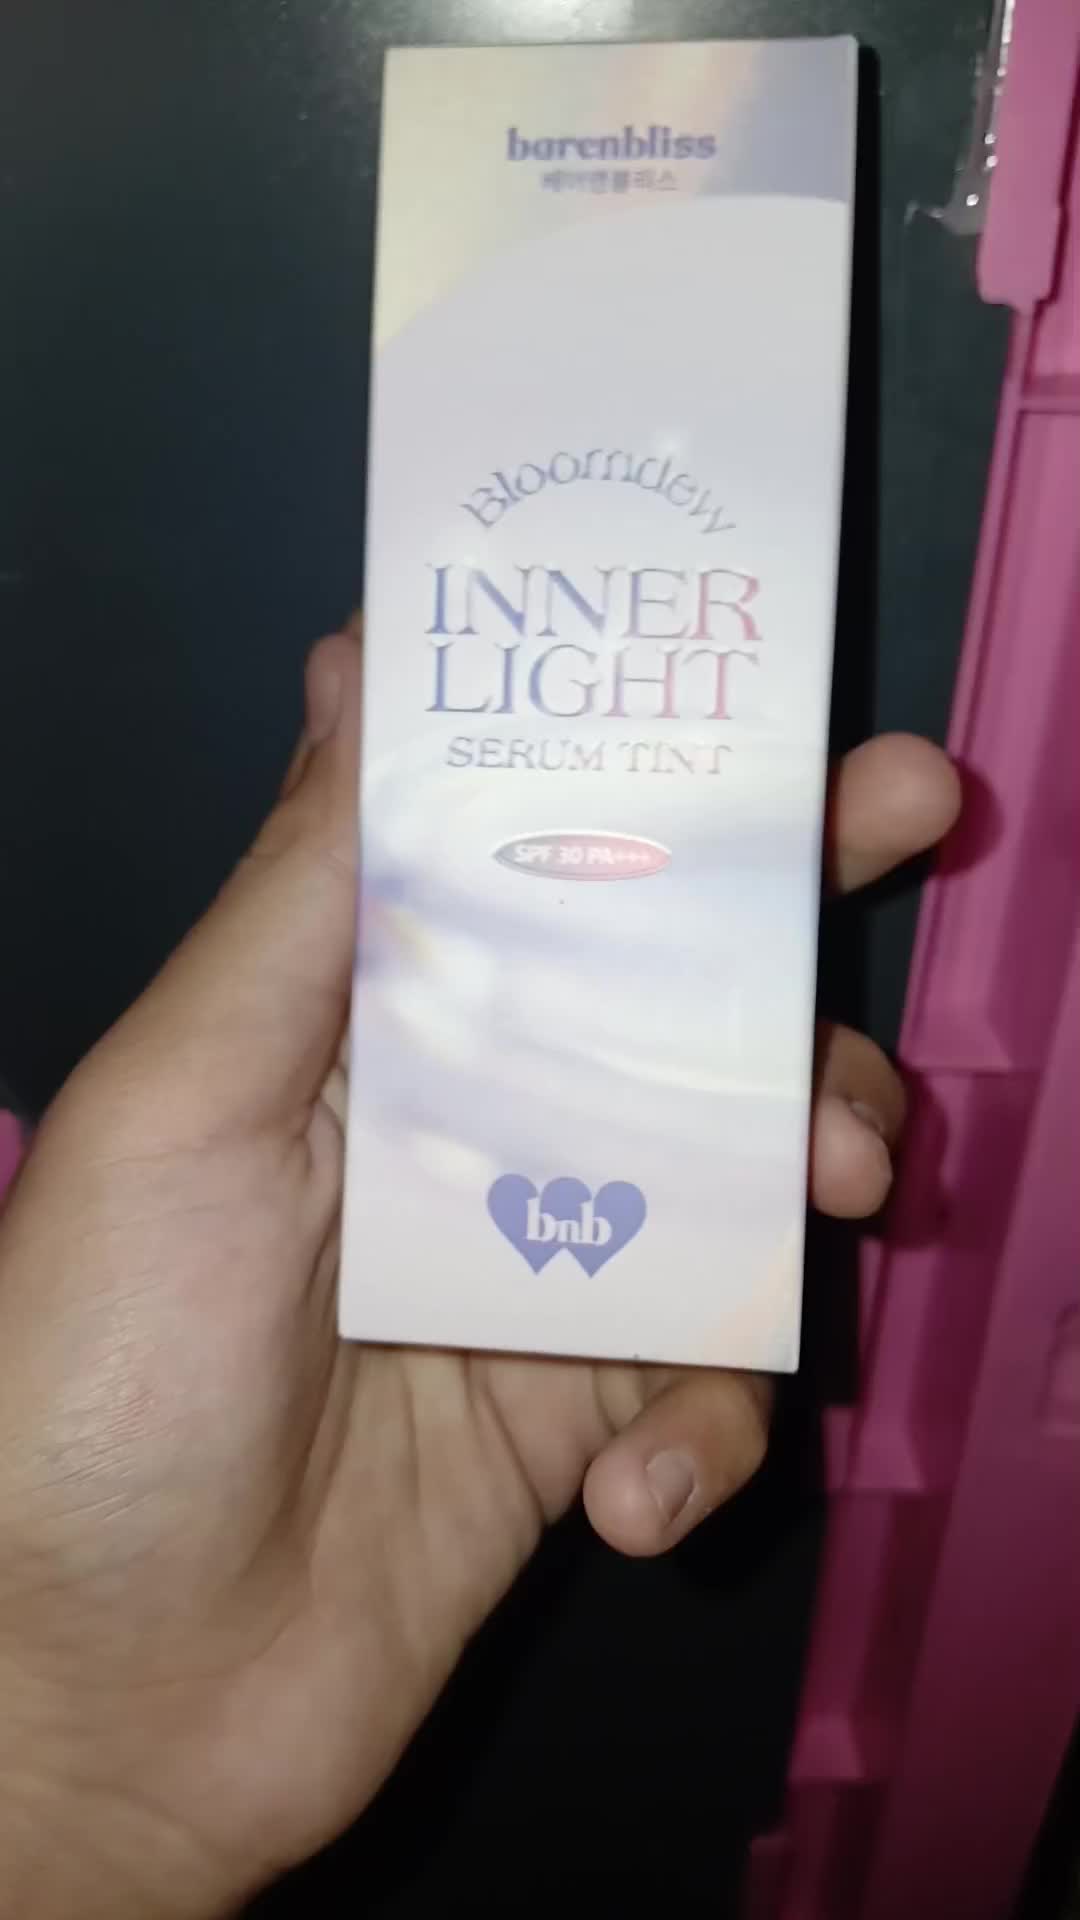 barenbliss
베어앤블리스
Bloomdew
INNER
LIGHT
SERUM TINT
SPF 30 PA+++
bnb